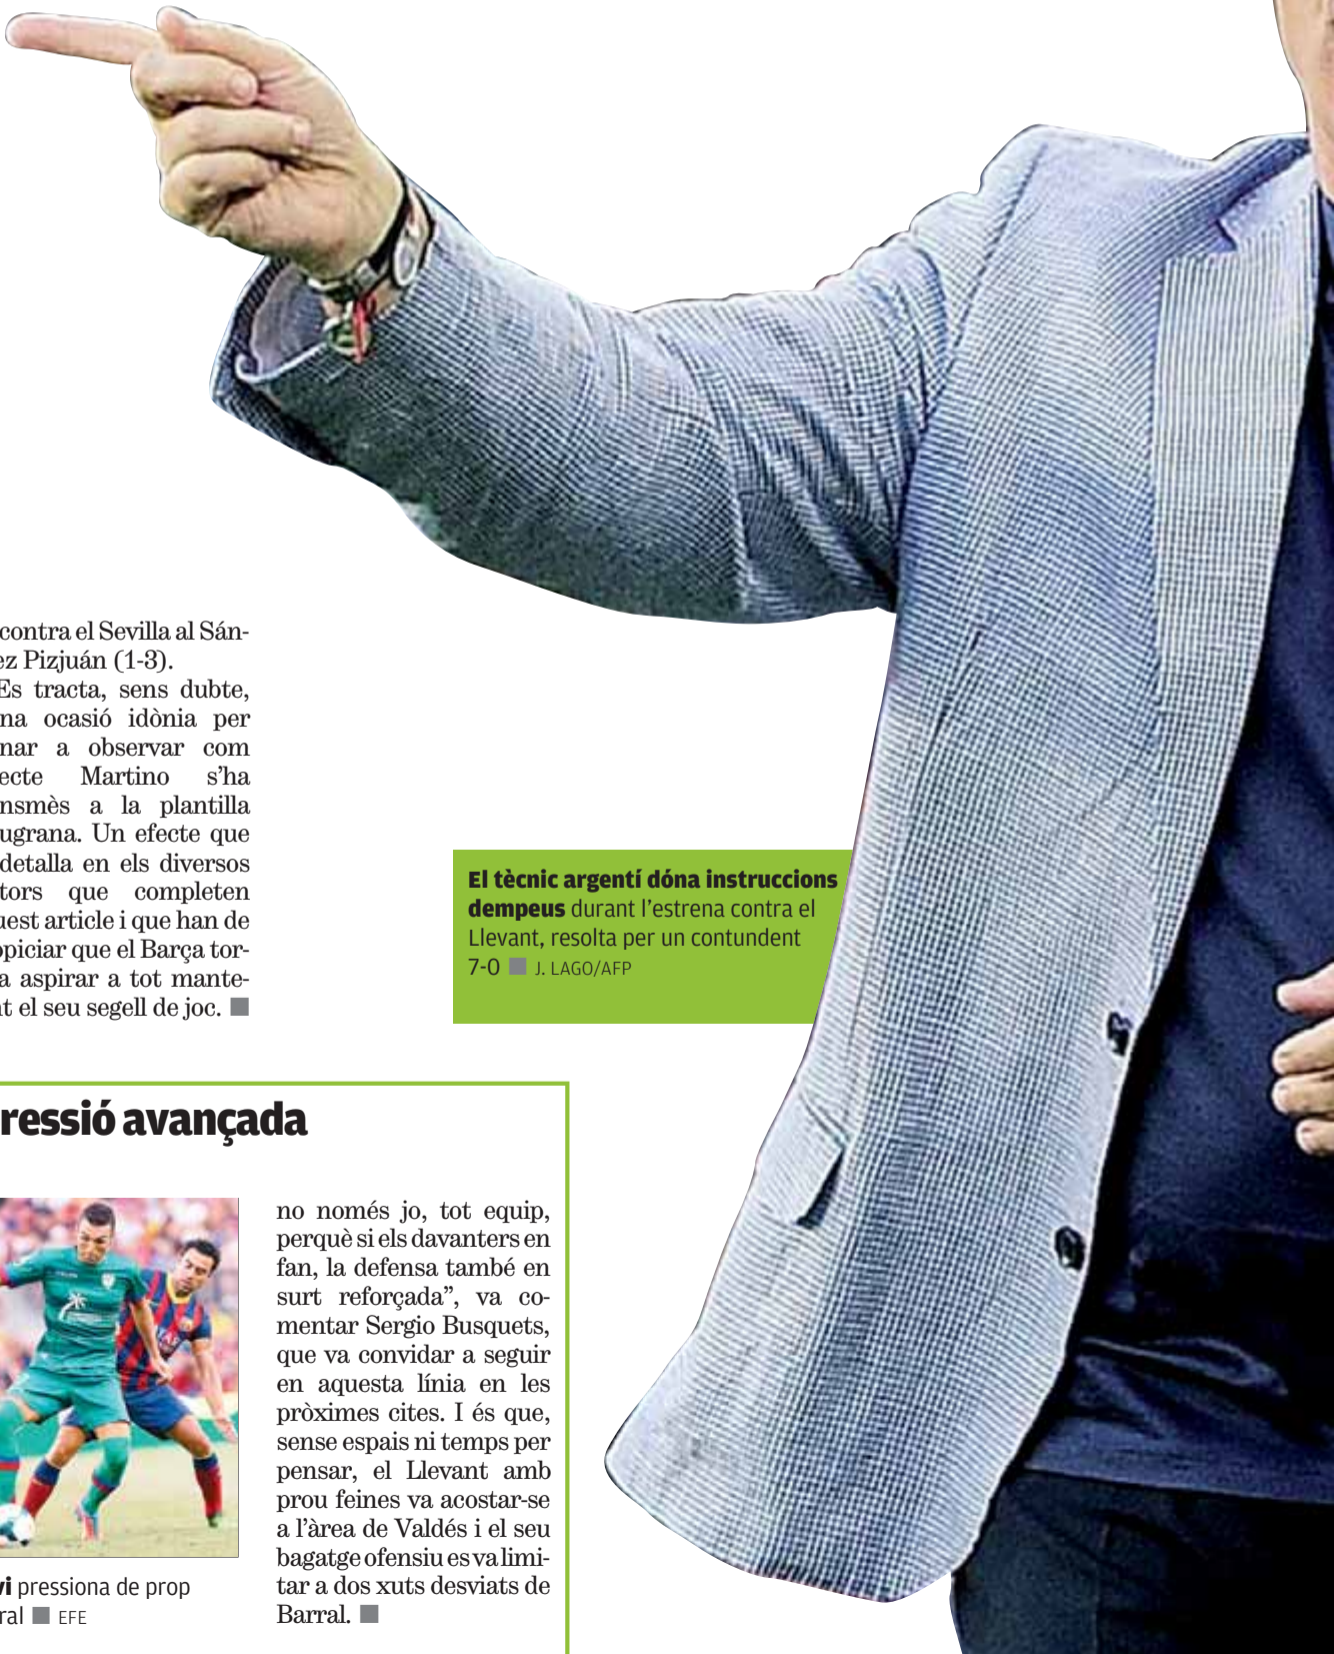 contra el Sevilla al Sán-
ez Pizjuán (1-3).
Es tracta, sens dubte,
na ocasió idònia per
nar a observar com
ecte Martino s'ha
nsmès a la plantilla
ugrana. Un efecte que
detalla en els diversos
tors que completen
uest article i que han de
opiciar que el Barça tor-
a aspirar a tot mante-
t el seu segell de joc.
El tècnic argentí dóna instruccions
dempeus durant l'estrena contra el
Llevant, resolta per un contundent
7-0 J. LAGO/AFP
ressió avançada
no només jo, tot equip,
perquè si els davanters en
fan, la defensa també en
surt reforçada”, va co-
mentar Sergio Busquets,
que va convidar a seguir
en aquesta línia en les
pròximes cites. I és que,
sense espais ni temps per
pensar, el Llevant amb
prou feines va acostar-se
a l'àrea de Valdés i el seu
bagatge ofensiu es va limi-
tar a dos xuts desviats de
Barral.
vi pressiona de prop
ral EFE